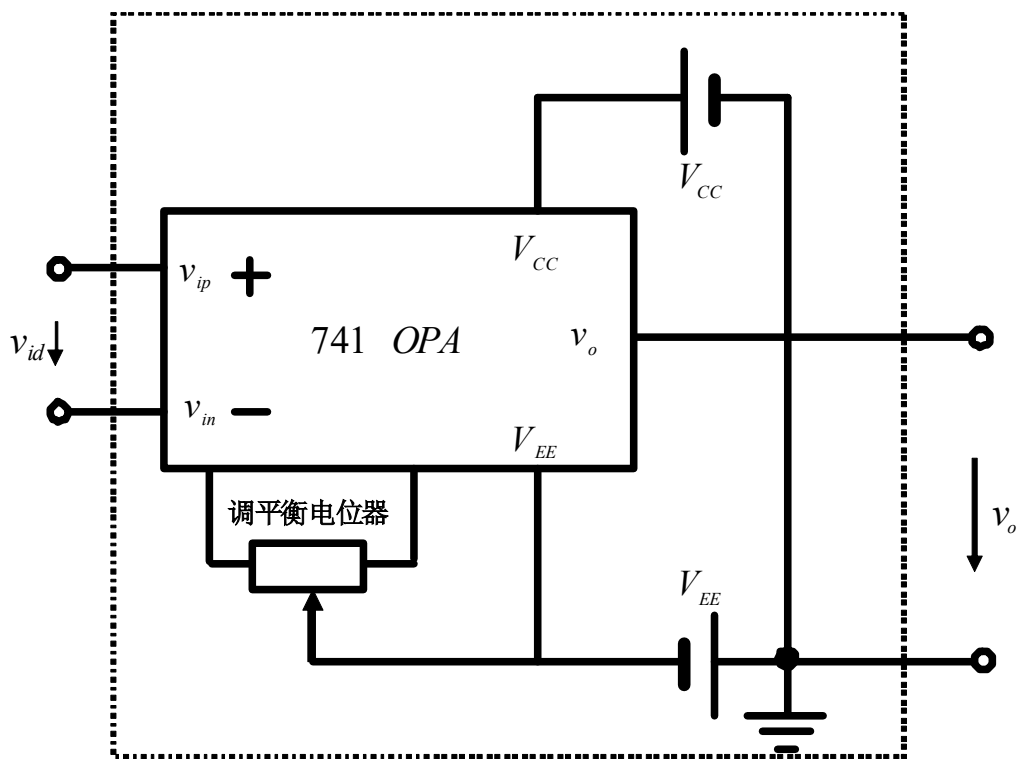 V_CC
V_CC
v_ip +
741 OPA
v_o
v_id
v_in −
V_EE
调平衡电位器
v_o
V_EE